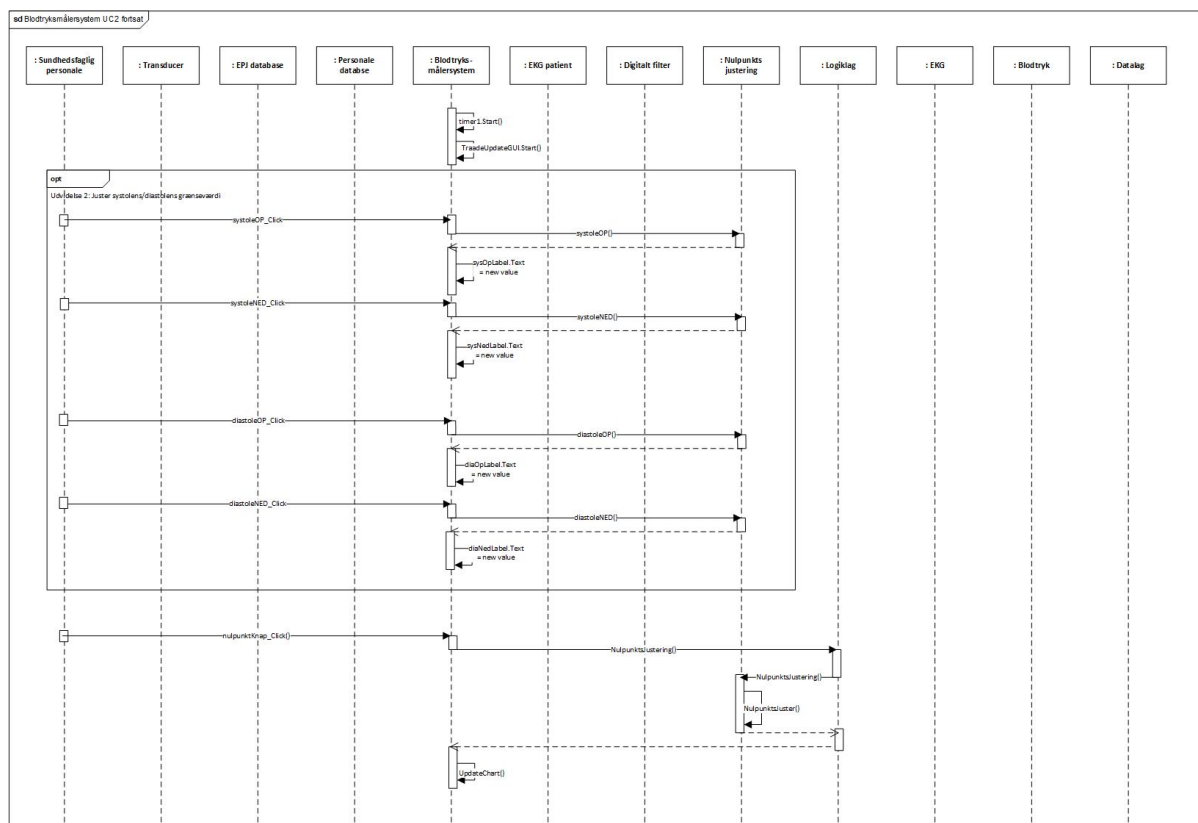 sd Blodtryksmålersystem UC2 fortsat
: Sundhedsfaglig
personale
: Transducer
: EPJ database
: Personale
databse
: Blodtryks-
målersystem
: EKG patient
: Digitalt filter
: Nulpunkts
justering
: Logiklag
: EKG
: Blodtryk
: Datalag
timer1.Start()
TraadeUpdateGUI.Start()
opt
Udvidelse 2: Juster systolens/diastolens grænseværdi
systoleOP_Click
systoleOP()
sysOpLabel.Text
= new value
systoleNED_Click
systoleNED()
sysNedLabel.Text
= new value
diastoleOP_Click
diastoleOP()
diaOpLabel.Text
= new value
diastoleNED_Click
diastoleNED()
diaNedLabel.Text
= new value
nulpunktKnap_Click()
NulpunktsJustering()
NulpunktsJustering()
NulpunktsJuster()
UpdateChart()